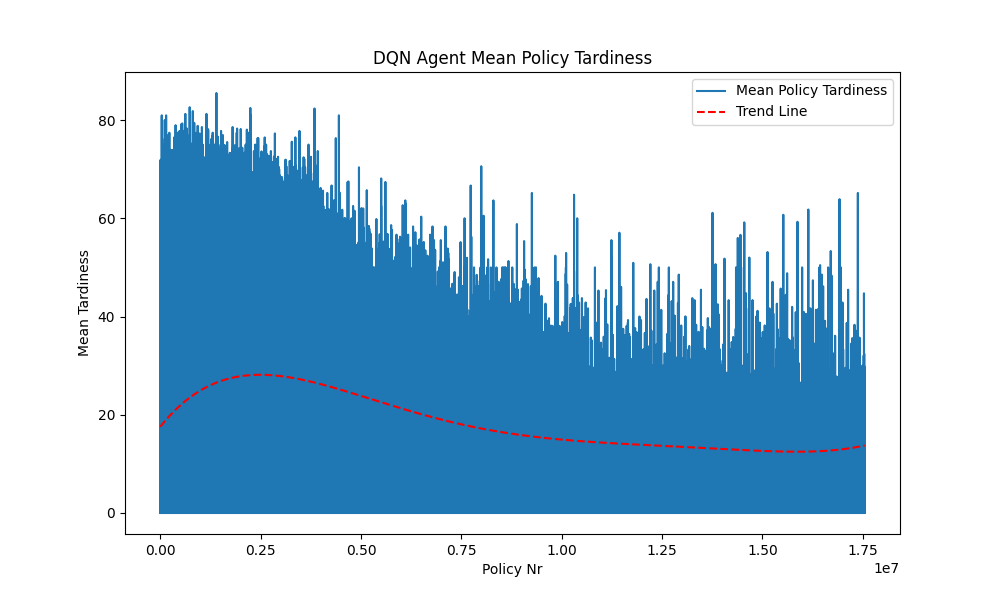 DQN Agent Mean Policy Tardiness
Mean Policy Tardiness
Trend Line
Mean Tardiness
80
60
40
20
0
0.00 0.25 0.50 0.75 1.00 1.25 1.50 1.75
1e7
Policy Nr